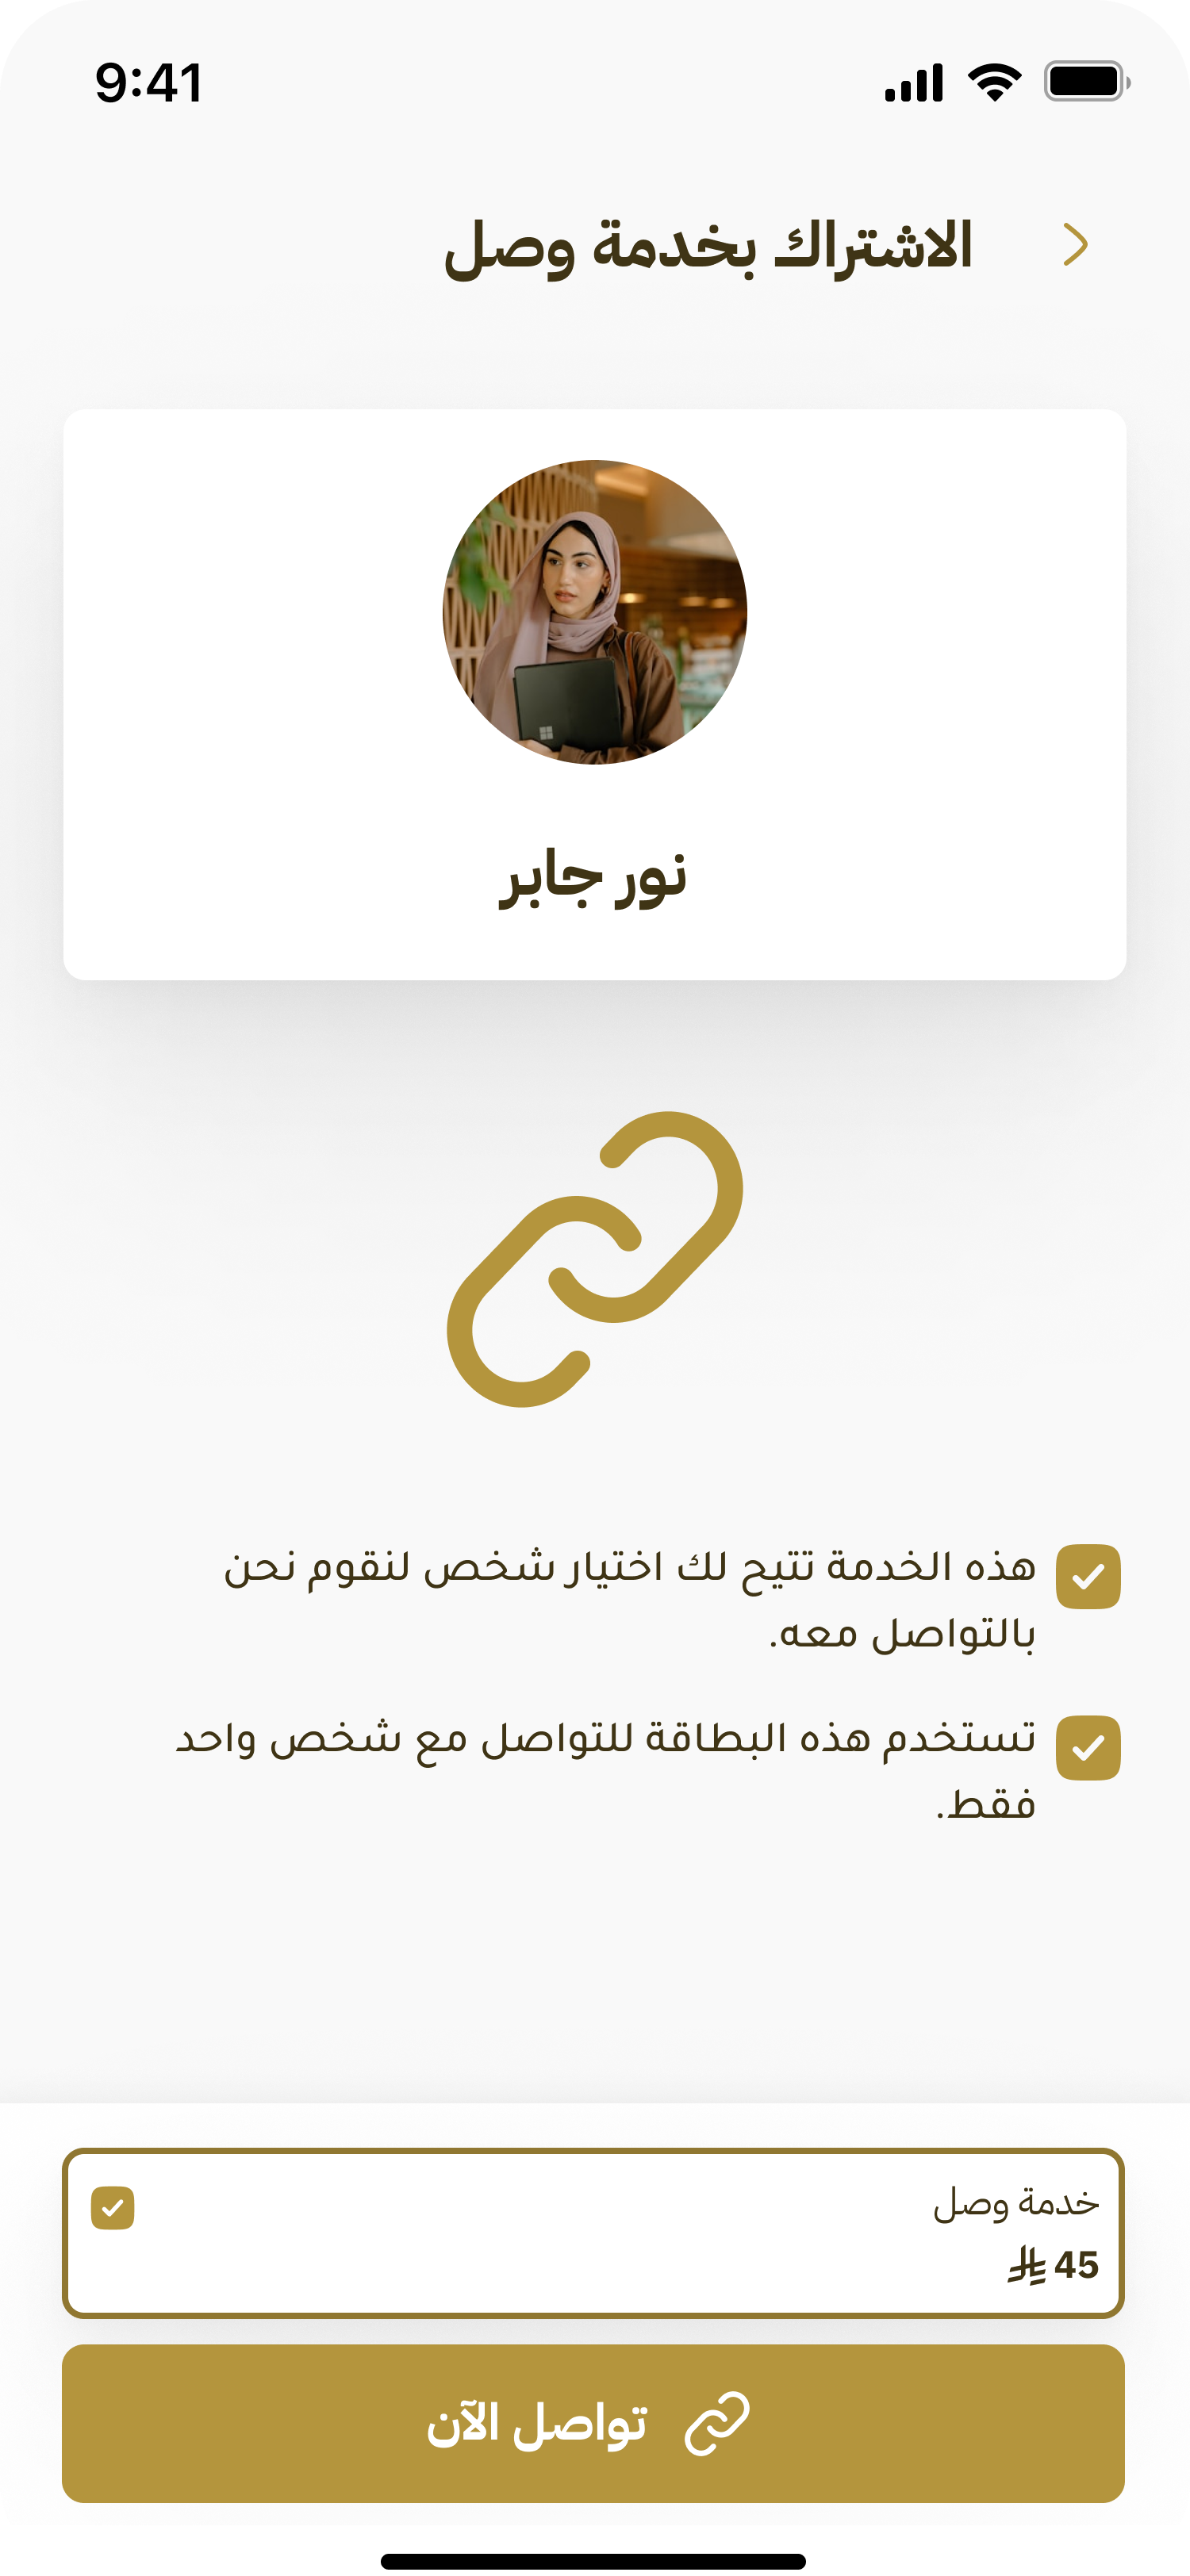 9:41
الاشتراك بخدمة وصل
نور جابر
هذه الخدمة تتيح لك اختيار شخص لنقوم نحن
بالتواصل معه.
تستخدم هذه البطاقة للتواصل مع شخص واحد
فقط.
خدمة وصل
45 ⃁
تواصل الآن